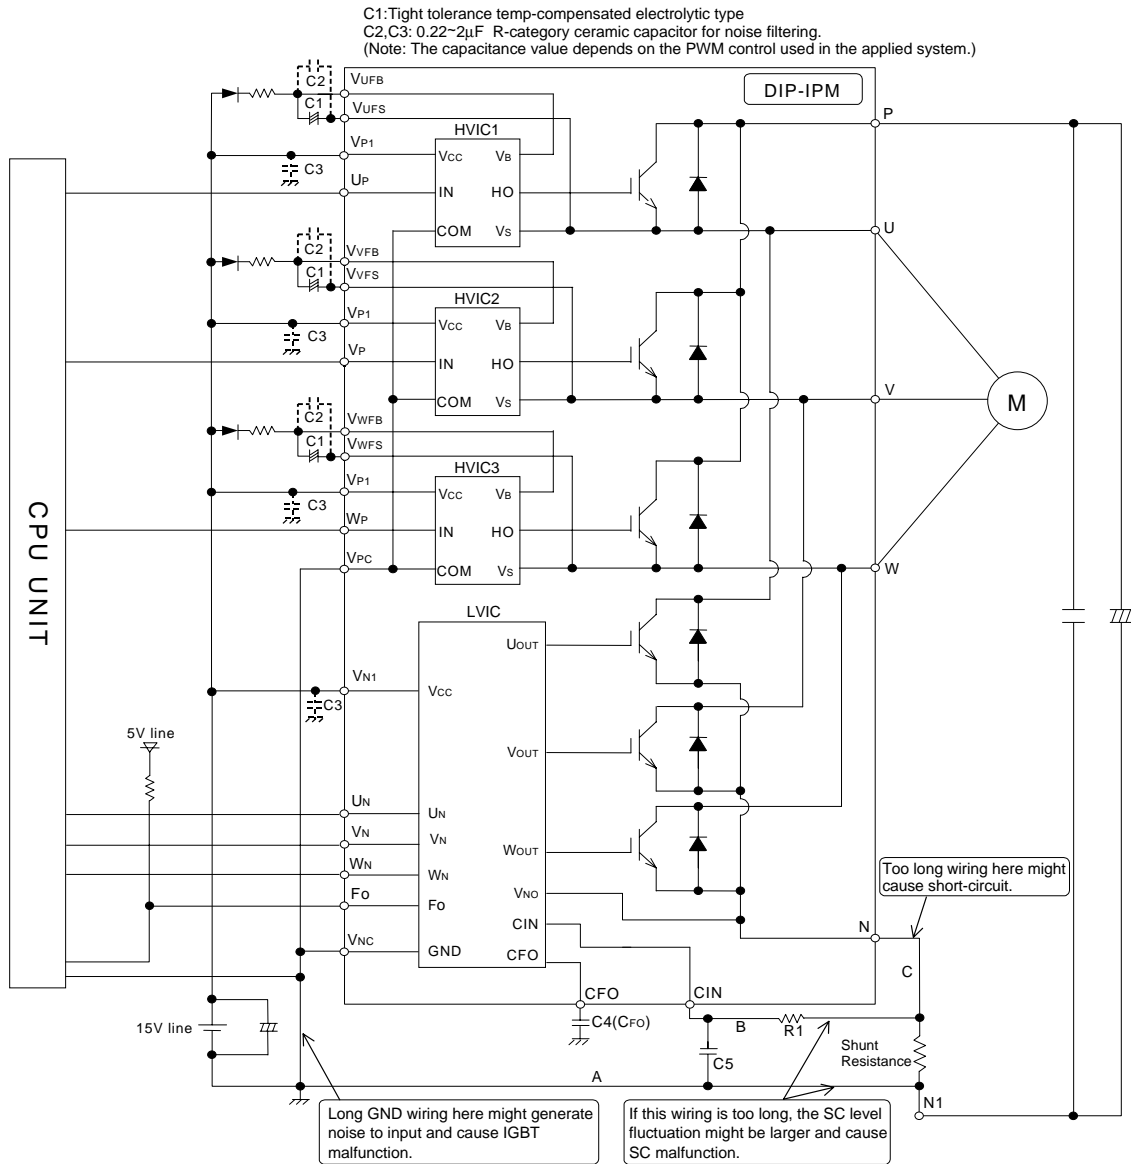 C1:Tight tolerance temp-compensated electrolytic type
C2,C3: 0.22~2μF R-category ceramic capacitor for noise filtering.
(Note: The capacitance value depends on the PWM control used in the applied system.)
DIP-IPM
C2
VUFB
C1
VUFS
P
HVIC1
VP1
VCC
VB
C3
UP
IN
HO
COM
VS
U
C2
VVFB
C1
VVFS
HVIC2
VP1
VCC
VB
C3
VP
IN
HO
COM
VS
V
M
C2
VWFB
C1
VWFS
HVIC3
VP1
VCC
VB
C3
WP
IN
HO
VPC
COM
VS
W
CPU UNIT
LVIC
UOUT
VN1
VCC
C3
5V line
VOUT
UN
UN
VN
VN
WN
WN
WOUT
Fo
Fo
VNO
CIN
VNC
GND
CFO
Too long wiring here might
cause short-circuit.
N
C
CFO
CIN
15V line
C4(CFO)
B
R1
C5
Shunt
Resistance
A
N1
Long GND wiring here might generate
noise to input and cause IGBT
malfunction.
If this wiring is too long, the SC level
fluctuation might be larger and cause
SC malfunction.